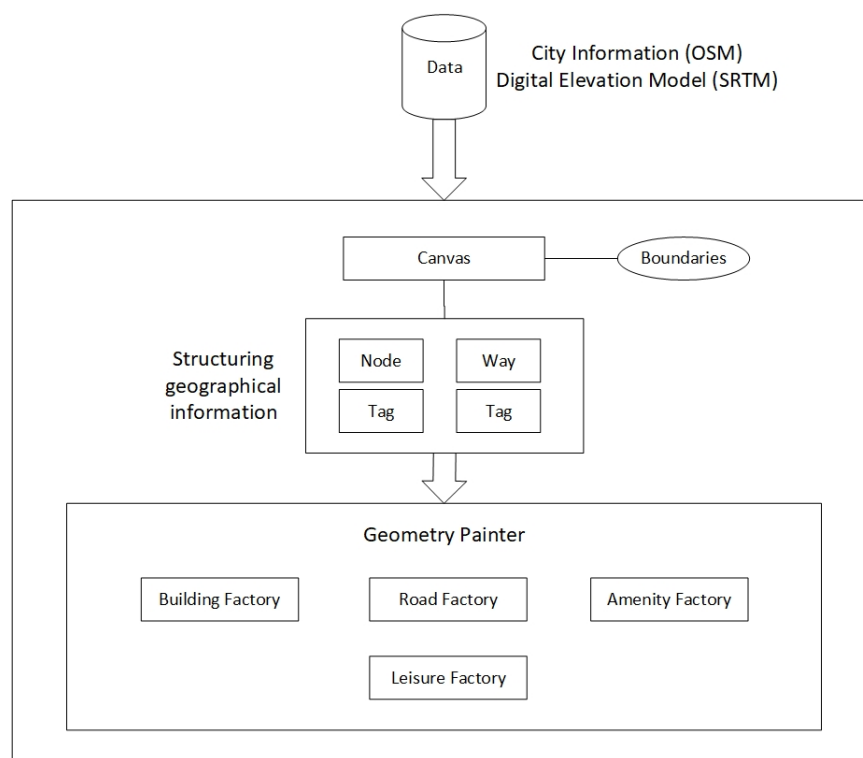 Data
City Information (OSM)
Digital Elevation Model (SRTM)
Canvas
Boundaries
Structuring
geographical
information
Node
Way
Tag
Tag
Geometry Painter
Building Factory
Road Factory
Amenity Factory
Leisure Factory